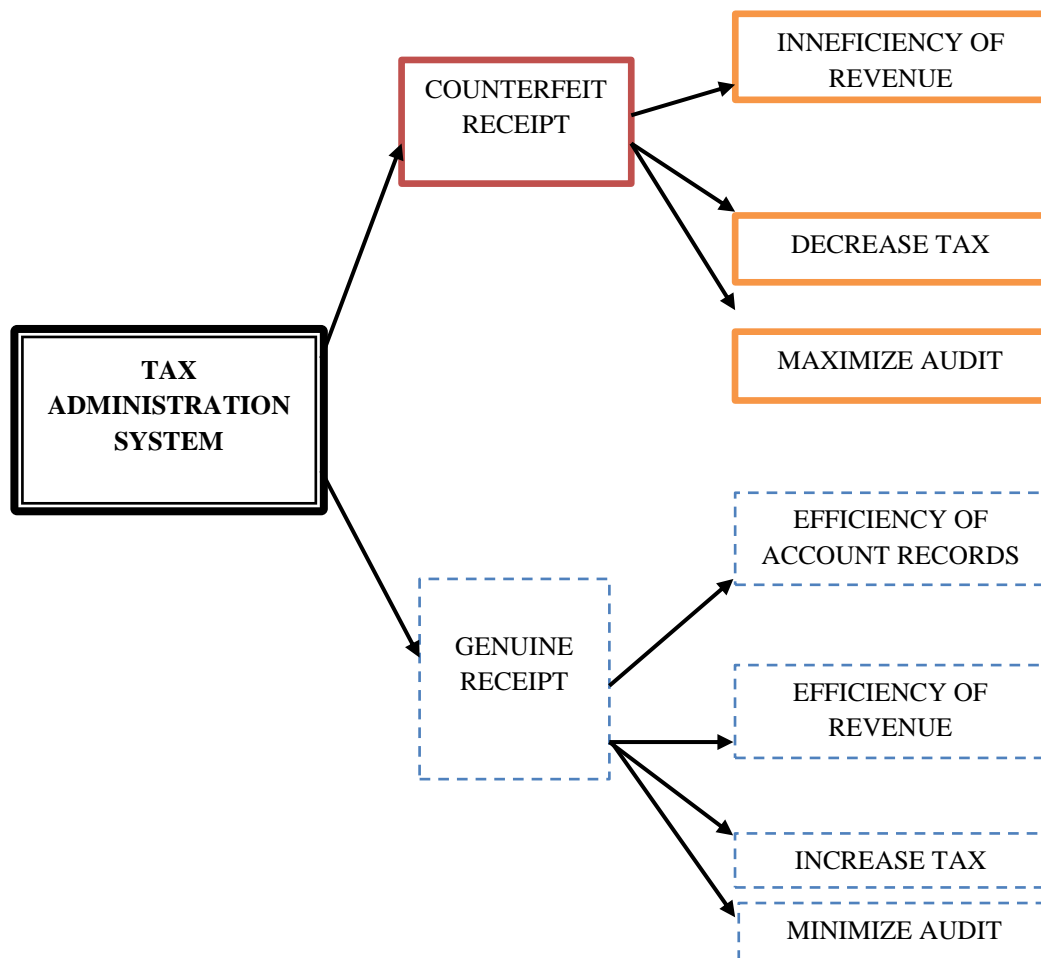 INNEFICIENCY OF
REVENUE
COUNTERFEIT
RECEIPT
DECREASE TAX
MAXIMIZE AUDIT
TAX
ADMINISTRATION
SYSTEM
EFFICIENCY OF
ACCOUNT RECORDS
GENUINE
RECEIPT
EFFICIENCY OF
REVENUE
INCREASE TAX
MINIMIZE AUDIT